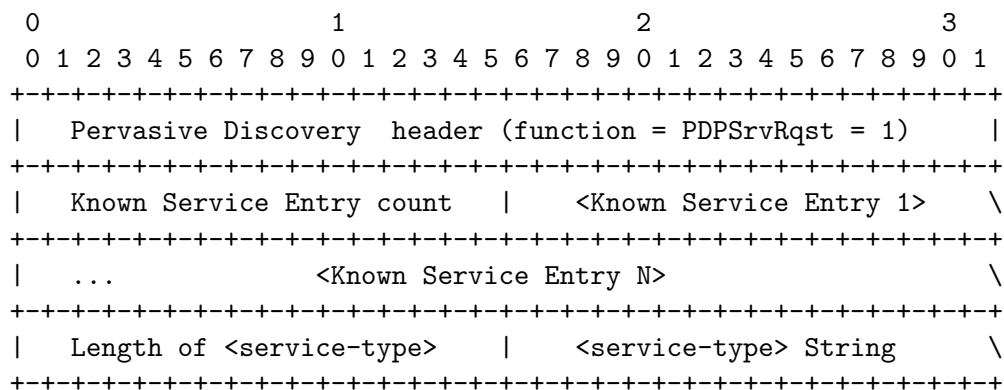 0                   1                   2                   3
 0 1 2 3 4 5 6 7 8 9 0 1 2 3 4 5 6 7 8 9 0 1 2 3 4 5 6 7 8 9 0 1
+-+-+-+-+-+-+-+-+-+-+-+-+-+-+-+-+-+-+-+-+-+-+-+-+-+-+-+-+-+-+-+-+
|   Pervasive Discovery  header (function = PDPSrvRqst = 1)     |
+-+-+-+-+-+-+-+-+-+-+-+-+-+-+-+-+-+-+-+-+-+-+-+-+-+-+-+-+-+-+-+-+
|   Known Service Entry count   |    <Known Service Entry 1>    \
+-+-+-+-+-+-+-+-+-+-+-+-+-+-+-+-+-+-+-+-+-+-+-+-+-+-+-+-+-+-+-+-+
|   ...             <Known Service Entry N>                     \
+-+-+-+-+-+-+-+-+-+-+-+-+-+-+-+-+-+-+-+-+-+-+-+-+-+-+-+-+-+-+-+-+
|   Length of <service-type>    |    <service-type> String      \
+-+-+-+-+-+-+-+-+-+-+-+-+-+-+-+-+-+-+-+-+-+-+-+-+-+-+-+-+-+-+-+-+